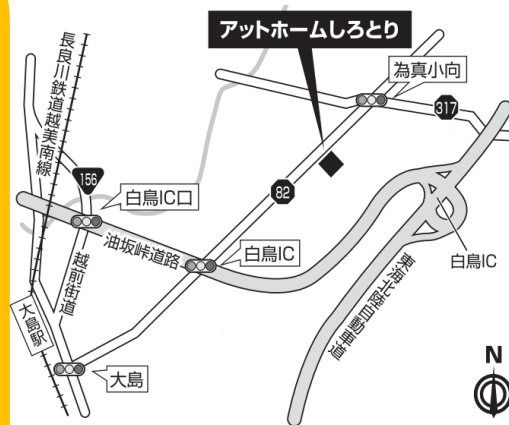 アットホームしろとり
為真小向
317
長良川鉄道越美南線
156
82
白鳥IC口
油坂峠道路
白鳥IC
白鳥IC
越前街道
東海北陸自動車道
大島駅
大島
N